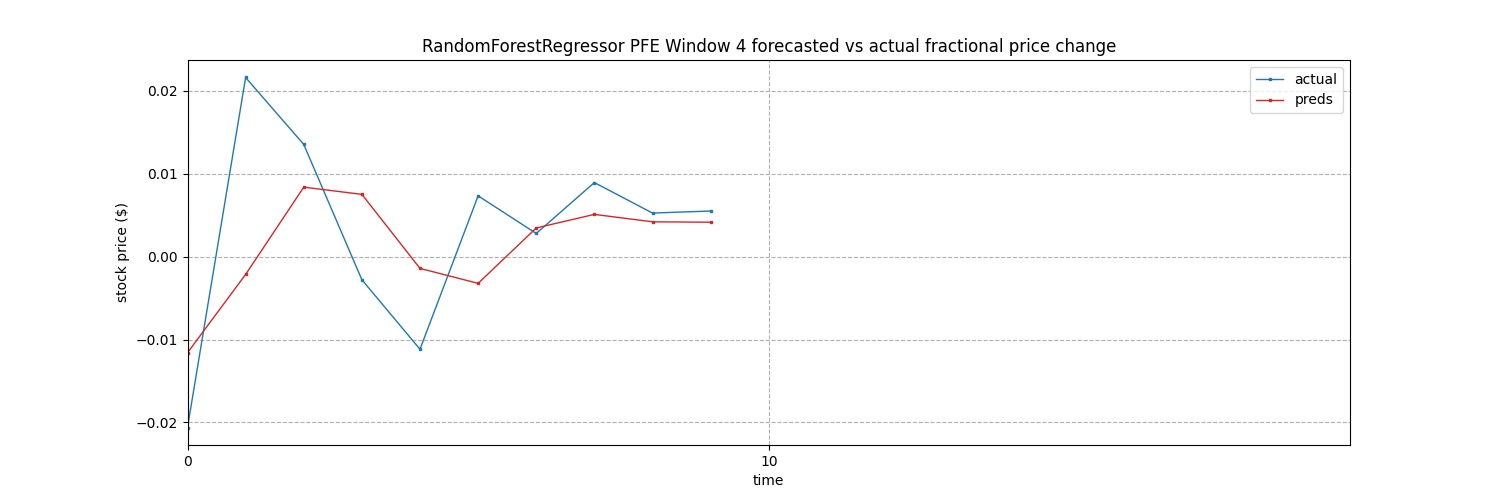 RandomForestRegressor PFE Window 4 forecasted vs actual fractional price change
actual
preds
0.02
0.01
0.00
−0.01
−0.02
stock price ($)
0
10
time